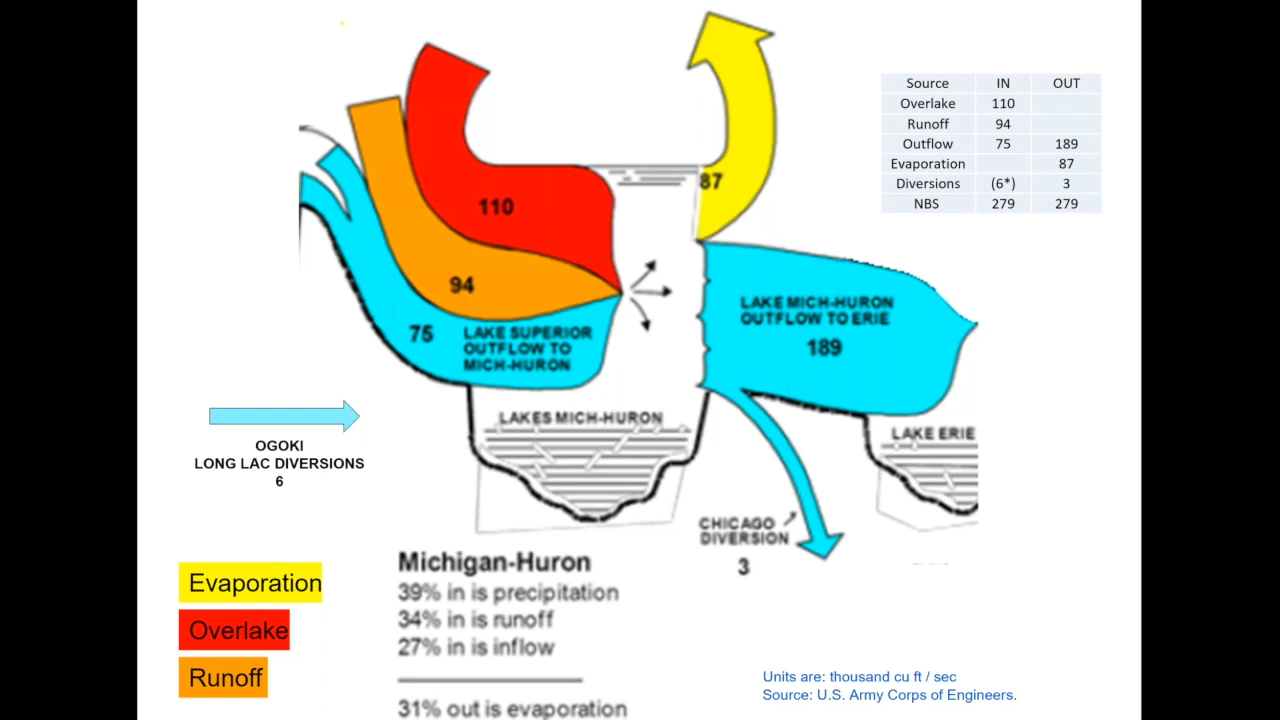 87
110
94
75
LAKE SUPERIOR
OUTFLOW TO
MICH-HURON
LAKE MICH-HURON
OUTFLOW TO ERIE
189
LAKES MICH-HURON
LAKE ERIE
CHICAGO
DIVERSION
3
OGOKI
LONG LAC DIVERSIONS
6
Source IN OUT
Overlake 110
Runoff 94
Outflow 75 189
Evaporation 87
Diversions (6*) 3
NBS 279 279
Evaporation
Overlake
Runoff
Michigan-Huron
39% in is precipitation
34% in is runoff
27% in is inflow
31% out is evaporation
Units are: thousand cu ft / sec
Source: U.S. Army Corps of Engineers.